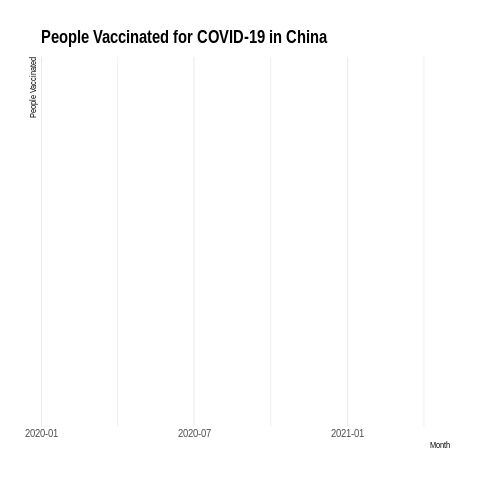 People Vaccinated for COVID-19 in China
People Vaccinated
2020-01
2020-07
2021-01
Month